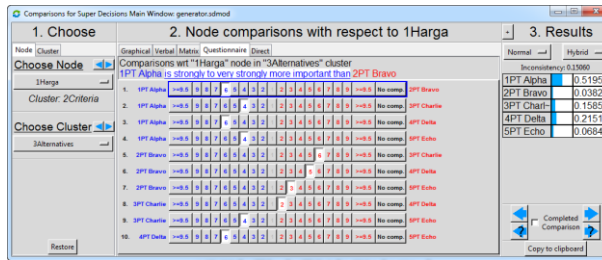 Comparisons for Super Decisions Main Window: generator.sdmod
1. Choose
2. Node comparisons with respect to 1Harga
3. Results
Node Cluster
Graphical Verbal Matrix Questionnaire Direct
Normal Hybrid
Choose Node
Comparisons wrt "1Harga" node in "3Alternatives" cluster
1PT Alpha is strongly to very strongly more important than 2PT Bravo
Inconsistency: 0.15060
1Harga
Cluster: 2Criteria
Choose Cluster
3Alternatives
1. 1PT Alpha >=9.5 9 8 7 6 5 4 3 2 2 3 4 5 6 7 8 9 >=9.5 No comp. 2PT Bravo
2. 1PT Alpha >=9.5 9 8 7 6 5 4 3 2 2 3 4 5 6 7 8 9 >=9.5 No comp. 3PT Charlie
3. 1PT Alpha >=9.5 9 8 7 6 5 4 3 2 2 3 4 5 6 7 8 9 >=9.5 No comp. 4PT Delta
4. 1PT Alpha >=9.5 9 8 7 6 5 4 3 2 2 3 4 5 6 7 8 9 >=9.5 No comp. 5PT Echo
5. 2PT Bravo >=9.5 9 8 7 6 5 4 3 2 2 3 4 5 6 7 8 9 >=9.5 No comp. 3PT Charlie
6. 2PT Bravo >=9.5 9 8 7 6 5 4 3 2 2 3 4 5 6 7 8 9 >=9.5 No comp. 4PT Delta
7. 2PT Bravo >=9.5 9 8 7 6 5 4 3 2 2 3 4 5 6 7 8 9 >=9.5 No comp. 5PT Echo
8. 3PT Charlie >=9.5 9 8 7 6 5 4 3 2 2 3 4 5 6 7 8 9 >=9.5 No comp. 4PT Delta
9. 3PT Charlie >=9.5 9 8 7 6 5 4 3 2 2 3 4 5 6 7 8 9 >=9.5 No comp. 5PT Echo
10. 4PT Delta >=9.5 9 8 7 6 5 4 3 2 2 3 4 5 6 7 8 9 >=9.5 No comp. 5PT Echo
1PT Alpha 0.5195
2PT Bravo 0.0382
3PT Charl~ 0.1585
4PT Delta 0.2151
5PT Echo 0.0684
Completed
Comparison
Restore
Copy to clipboard